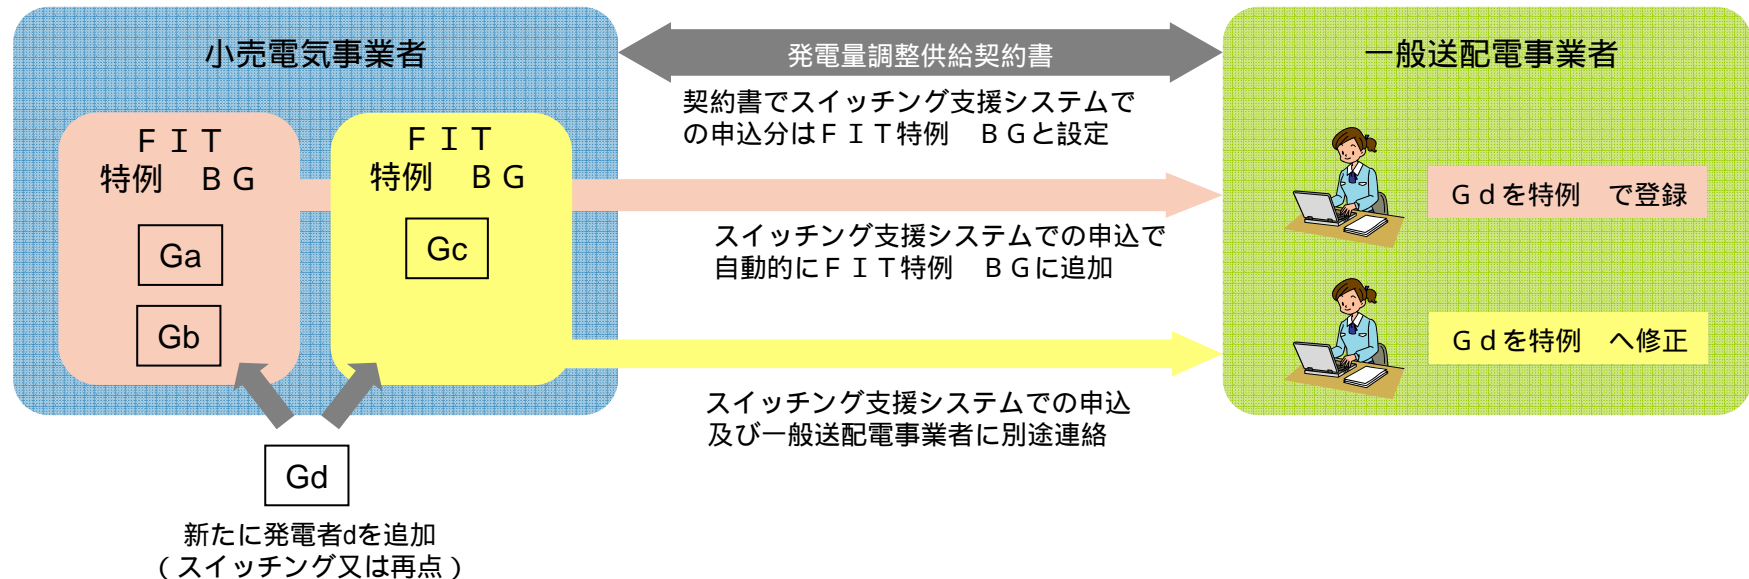 小売電気事業者
ＦＩＴ
特例　ＢＧ
Ga
Gb
ＦＩＴ
特例　ＢＧ
Gc
Gd
新たに発電者dを追加
（スイッチング又は再点）
発電量調整供給契約書
契約書でスイッチング支援システムで
の申込分はＦＩＴ特例　ＢＧと設定
スイッチング支援システムでの申込で
自動的にＦＩＴ特例　ＢＧに追加
スイッチング支援システムでの申込
及び一般送配電事業者に別途連絡
一般送配電事業者
Ｇｄを特例　で登録
Ｇｄを特例　へ修正